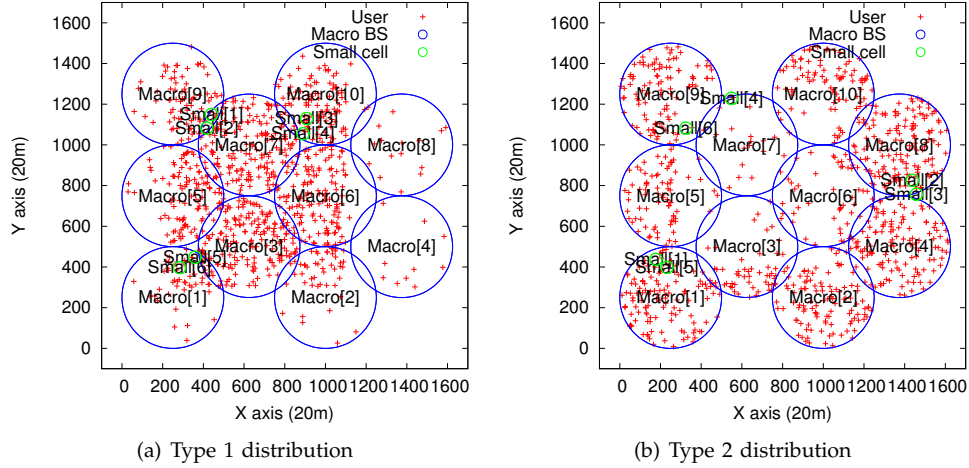 User
Macro BS
Small cell
1600
1400
1200
1000
800
600
400
200
0
Y axis (20m)
0 200 400 600 800 1000 1200 1400 1600
X axis (20m)
Macro[9]
Macro[10]
Small[1]
Small[2]
Small[3]
Small[4]
Macro[7]
Macro[8]
Macro[5]
Macro[6]
Macro[3]
Macro[4]
Small[5]
Small[6]
Macro[1]
Macro[2]
(a) Type 1 distribution
User
Macro BS
Small cell
1600
1400
1200
1000
800
600
400
200
0
Y axis (20m)
0 200 400 600 800 1000 1200 1400 1600
X axis (20m)
Macro[9]
Small[4]
Macro[10]
Small[6]
Macro[7]
Macro[8]
Small[2]
Small[3]
Macro[5]
Macro[6]
Macro[3]
Macro[4]
Small[1]
Small[5]
Macro[1]
Macro[2]
(b) Type 2 distribution